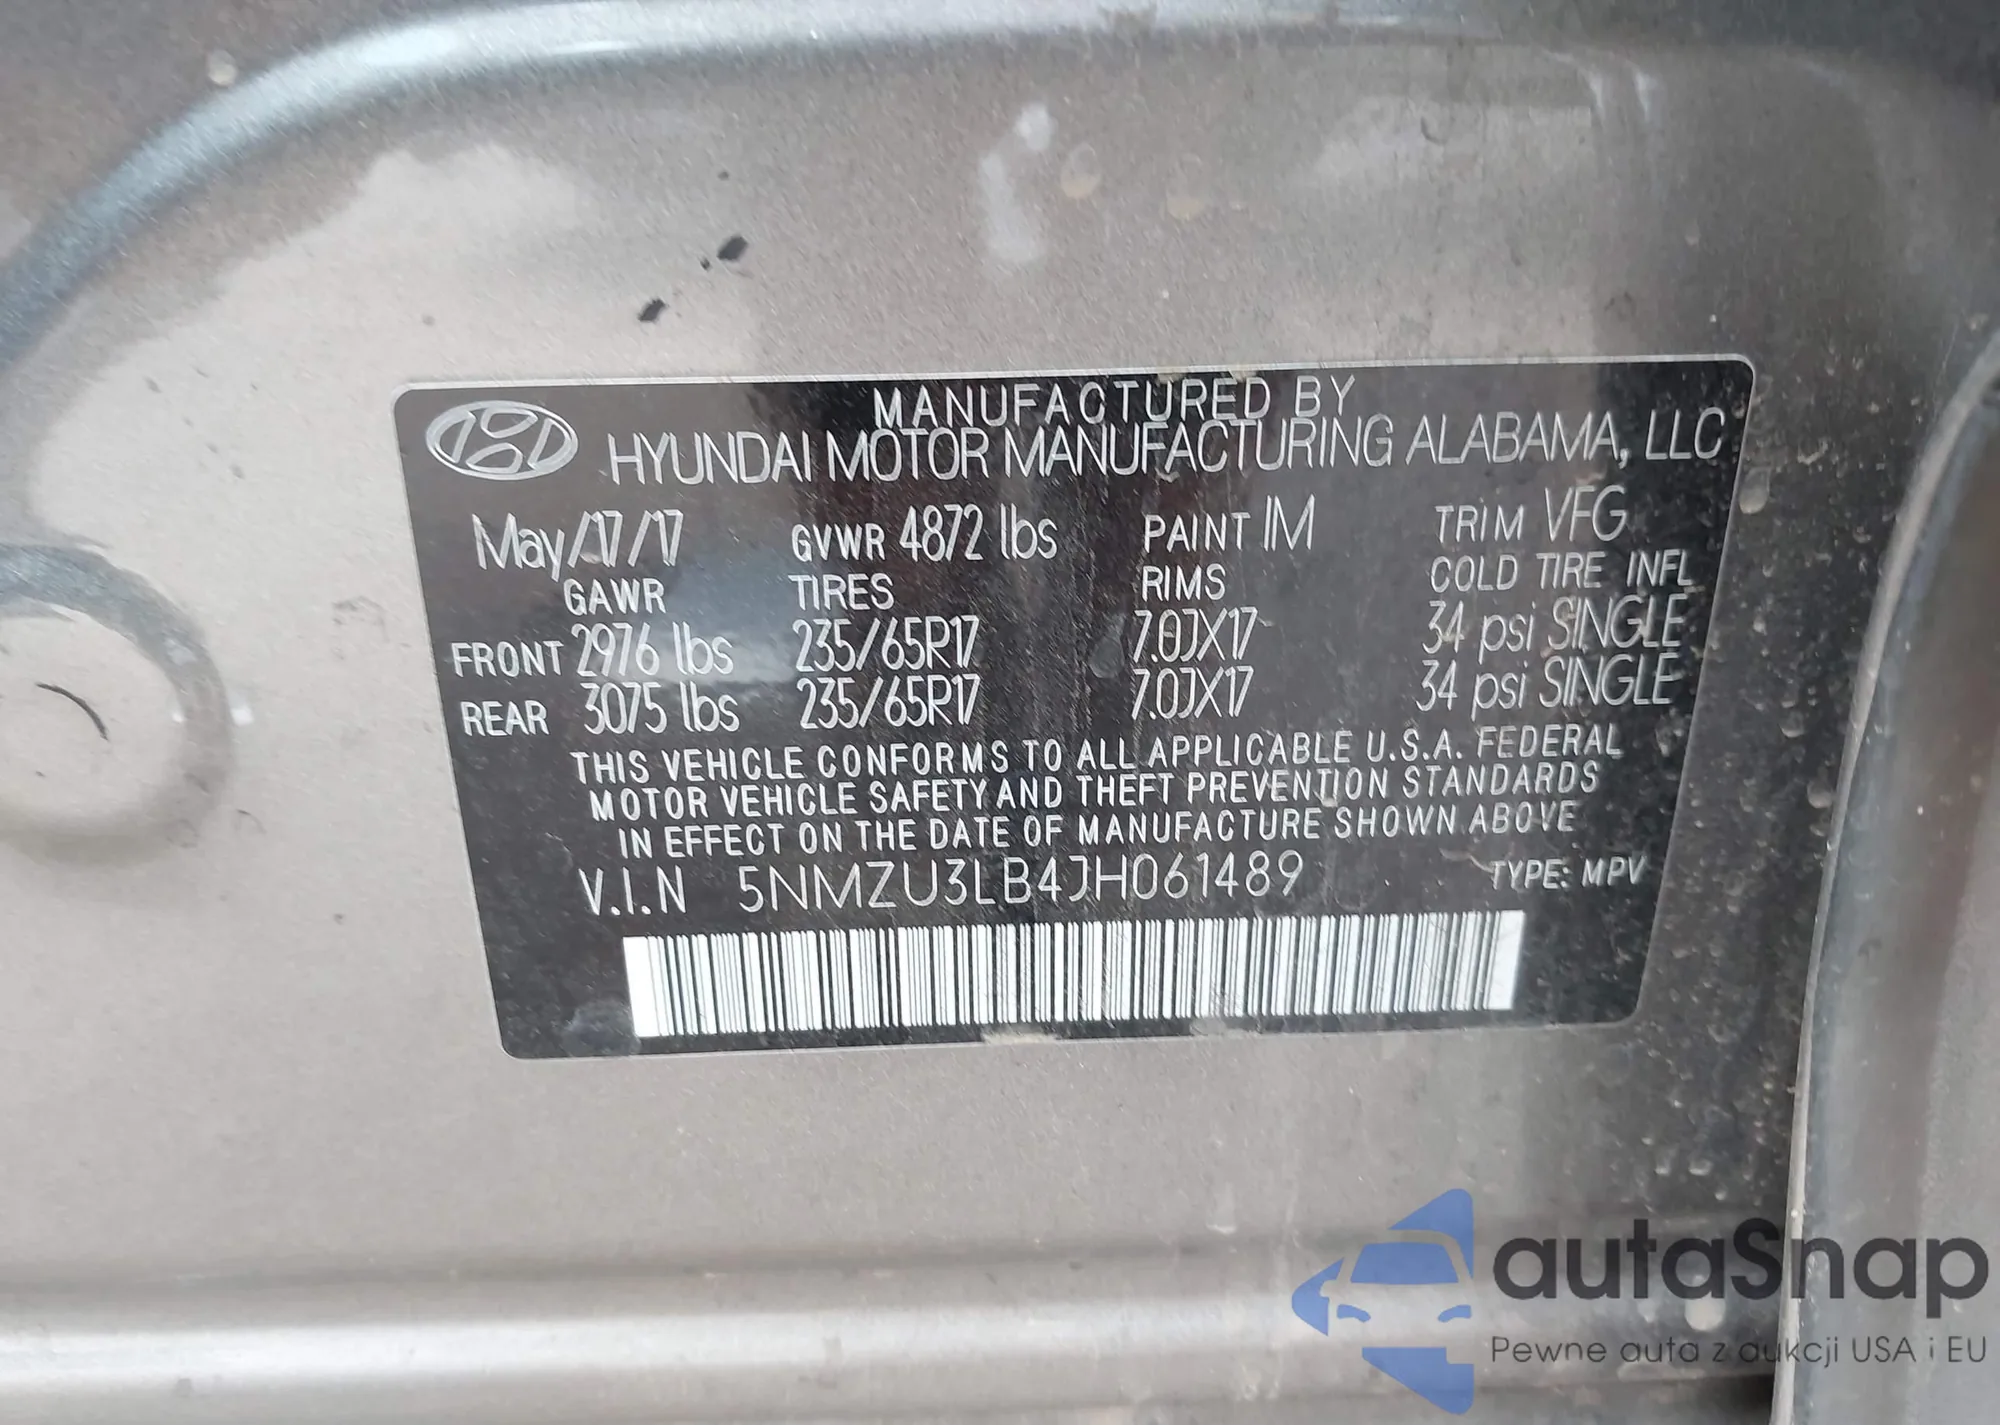 MANUFACTURED BY
HYUNDAI MOTOR MANUFACTURING ALABAMA, LLC
May/17/17 GVWR 4872 lbs PAINT IM TRIM VFG
GAWR TIRES RIMS COLD TIRE INFL
FRONT 2976 lbs 235/65R17 7.0JX17 34 psi SINGLE
REAR 3075 lbs 235/65R17 7.0JX17 34 psi SINGLE
THIS VEHICLE CONFORMS TO ALL APPLICABLE U.S.A. FEDERAL
MOTOR VEHICLE SAFETY AND THEFT PREVENTION STANDARDS
IN EFFECT ON THE DATE OF MANUFACTURE SHOWN ABOVE
V.I.N 5NMZU3LB4JH061489 TYPE: MPV
autaSnap
Pewne auta z aukcji USA i EU